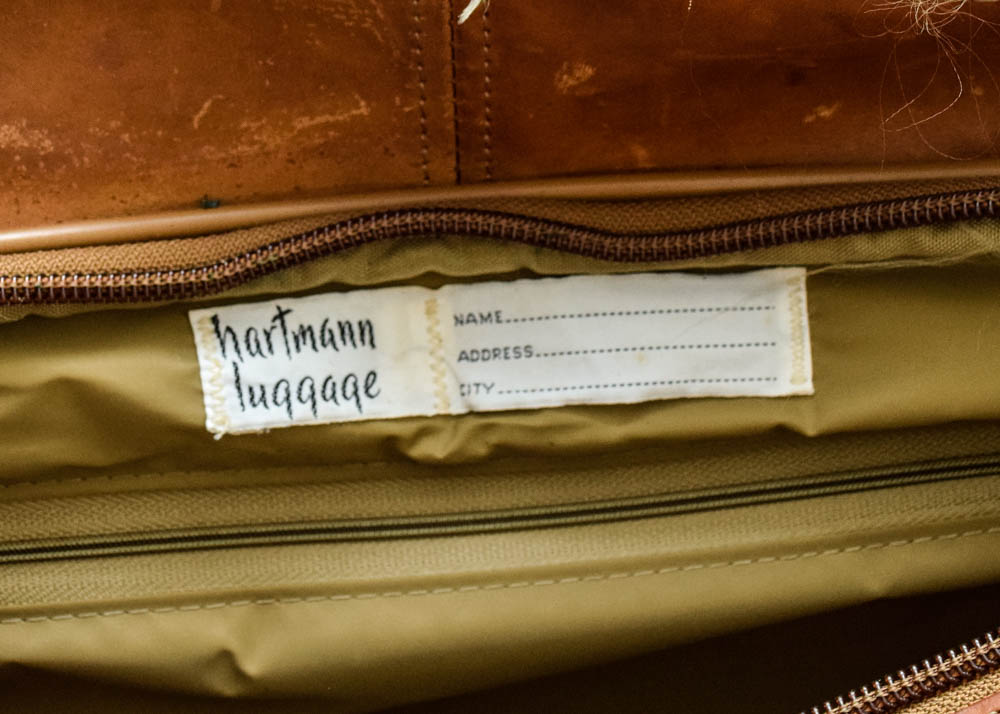 hartmann
luggage
NAME
ADDRESS
CITY